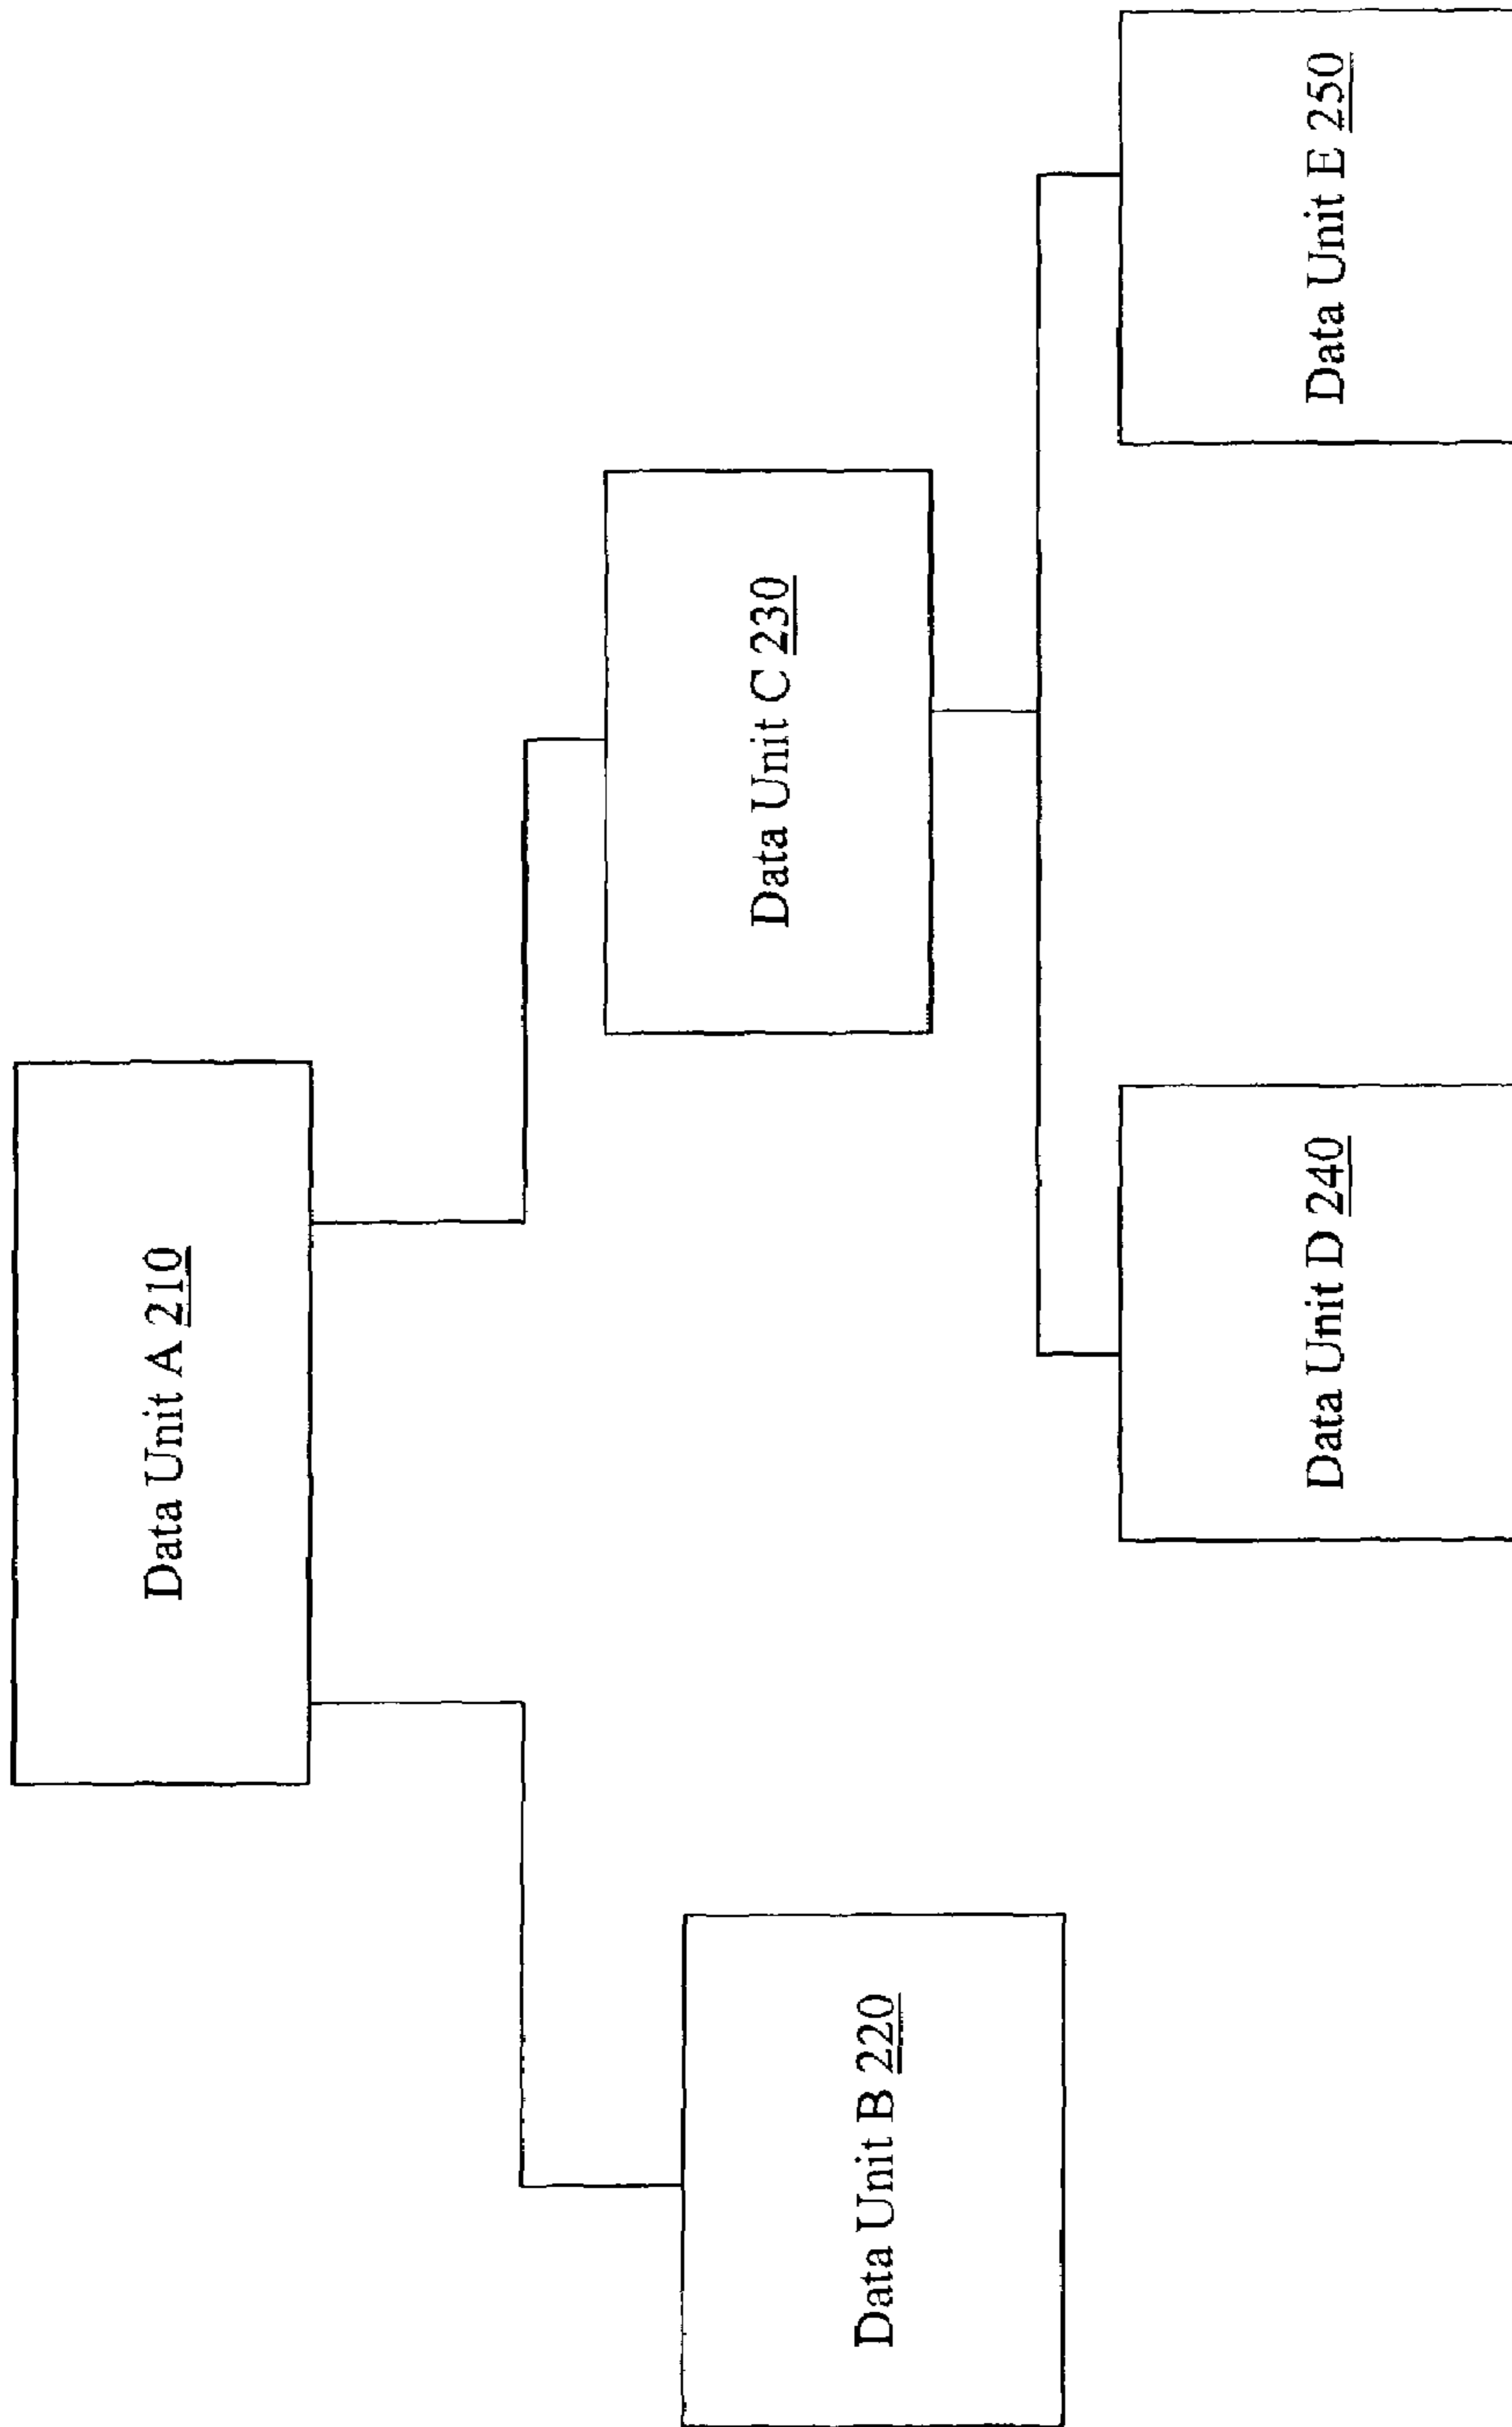 Data Unit A 210
Data Unit B 220
Data Unit C 230
Data Unit D 240
Data Unit E 250